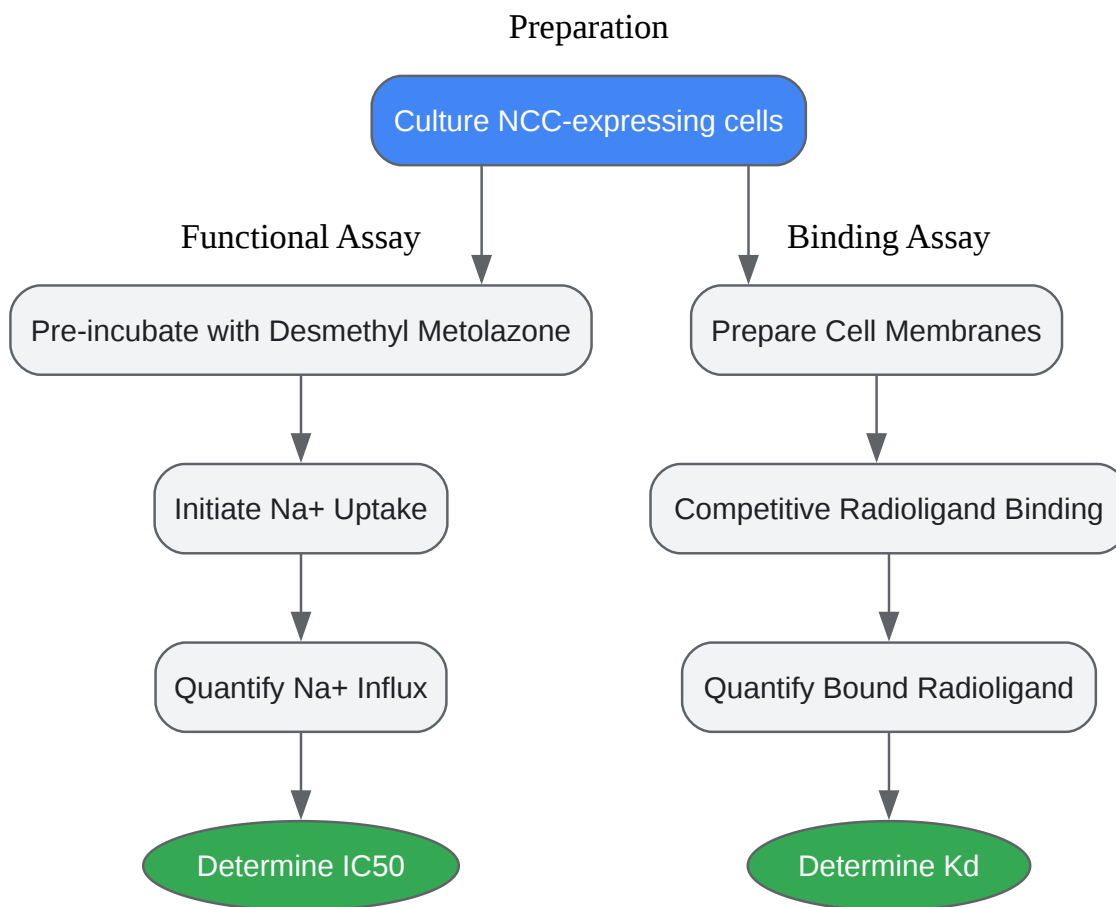 Preparation
Culture NCC-expressing cells
Functional Assay
Pre-incubate with Desmethyl Metolazone
Initiate Na+ Uptake
Quantify Na+ Influx
Determine IC50
Binding Assay
Prepare Cell Membranes
Competitive Radioligand Binding
Quantify Bound Radioligand
Determine Kd